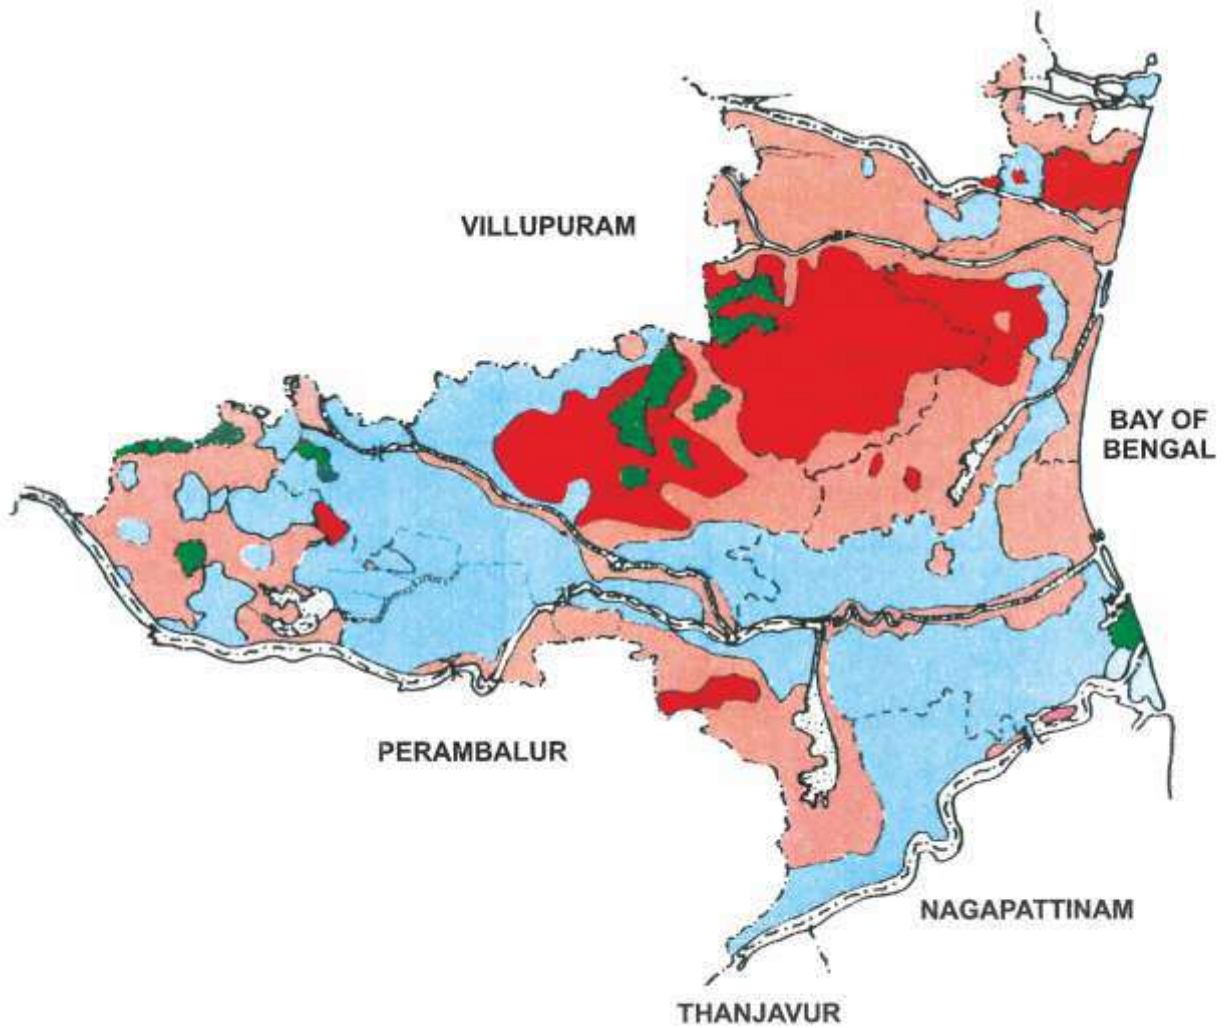 VILLUPURAM
BAY OF
BENGAL
PERAMBALUR
NAGAPATTINAM
THANJAVUR